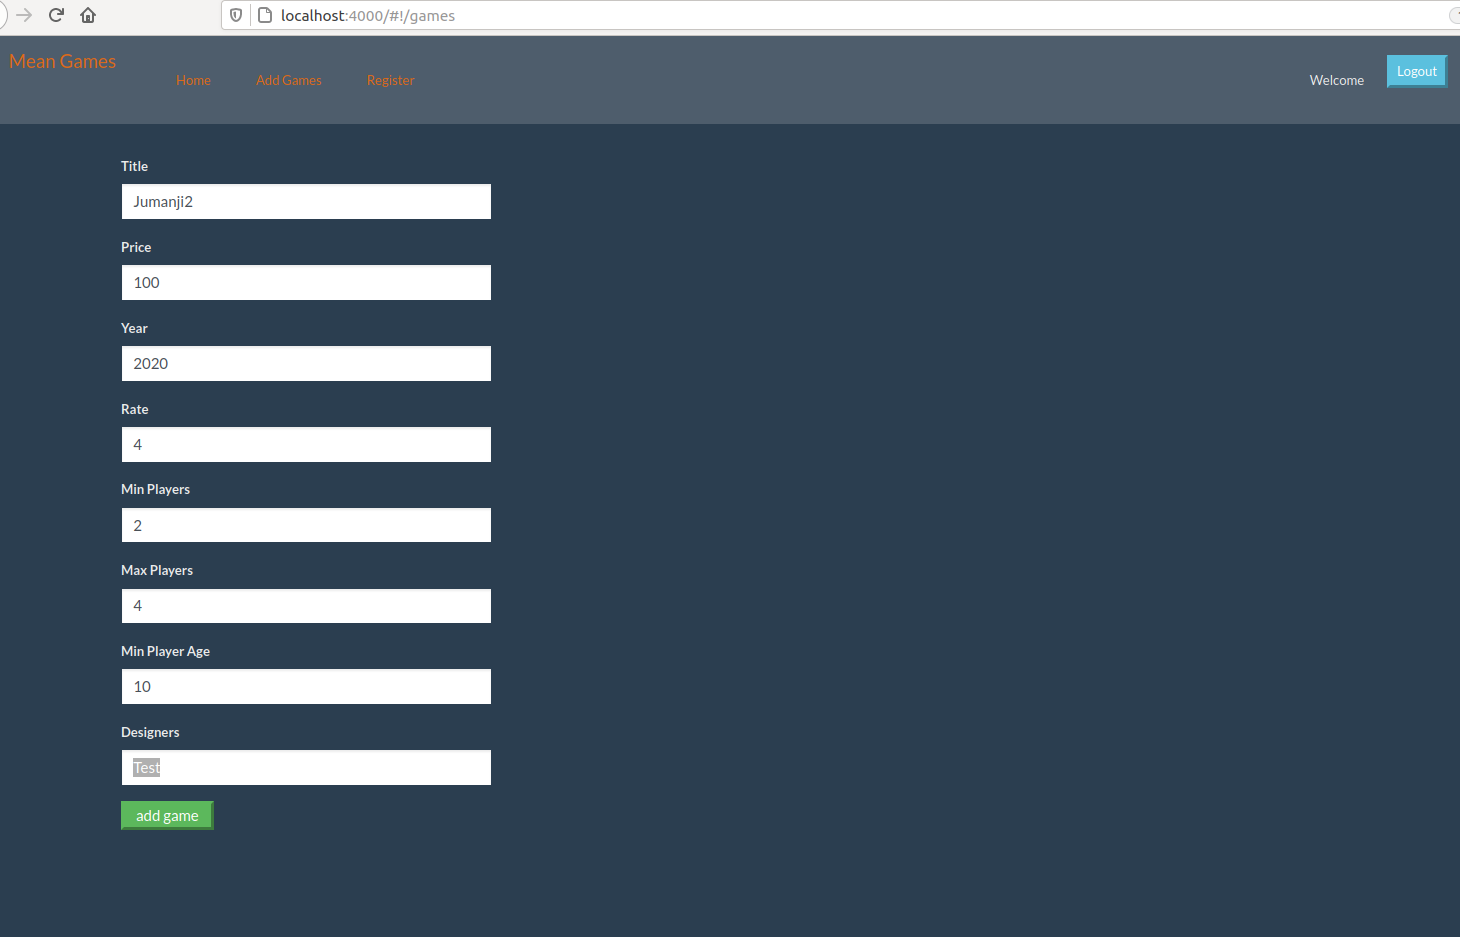 localhost:4000/#!/games
Mean Games
Home Add Games Register Welcome Logout
Title
Jumanji2
Price
100
Year
2020
Rate
4
Min Players
2
Max Players
4
Min Player Age
10
Designers
Test
add game